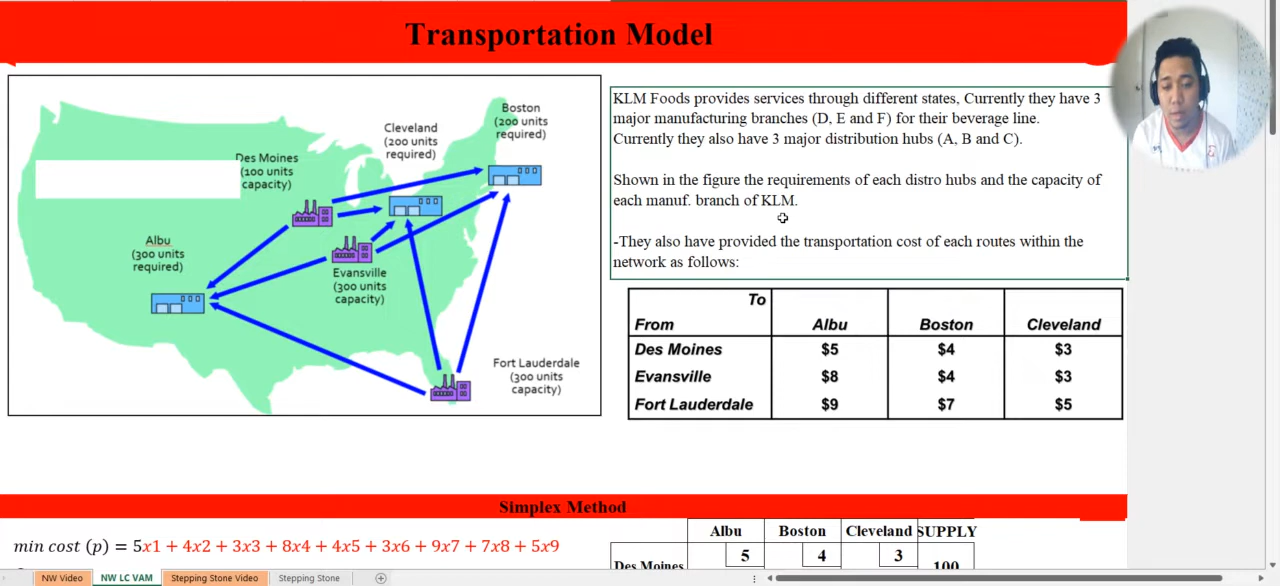 Transportation Model
Boston
(200 units
required)
Cleveland
(200 units
required)
Des Moines
(100 units
capacity)
Albu
(300 units
required)
Evansville
(300 units
capacity)
Fort Lauderdale
(300 units
capacity)
KLM Foods provides services through different states, Currently they have 3
major manufacturing branches (D, E and F) for their beverage line.
Currently they also have 3 major distribution hubs (A, B and C).
Shown in the figure the requirements of each distro hubs and the capacity of
each manuf. branch of KLM.
-They also have provided the transportation cost of each routes within the
network as follows:
To
From Albu Boston Cleveland
Des Moines $5 $4 $3
Evansville $8 $4 $3
Fort Lauderdale $9 $7 $5
Simplex Method
min cost (p) = 5x1 + 4x2 + 3x3 + 8x4 + 4x5 + 3x6 + 9x7 + 7x8 + 5x9
Albu Boston Cleveland SUPPLY
5 4 3
Des Moines 100
NW Video NW LC VAM Stepping Stone Video Stepping Stone